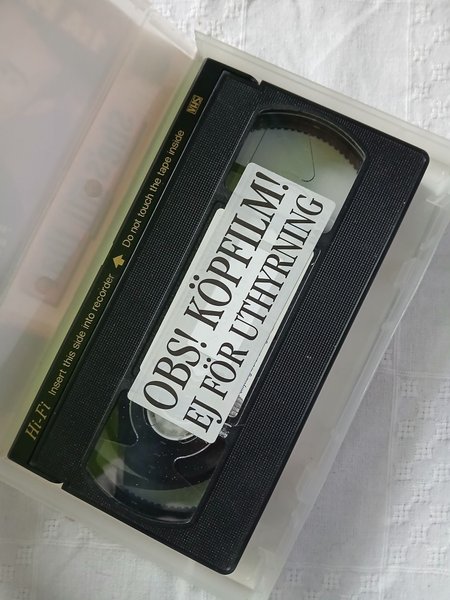 OBS! KÖPFILM!
EJ FÖR UTHYRNING
Hi-Fi Insert this side into recorder Do not touch the tape inside VHS